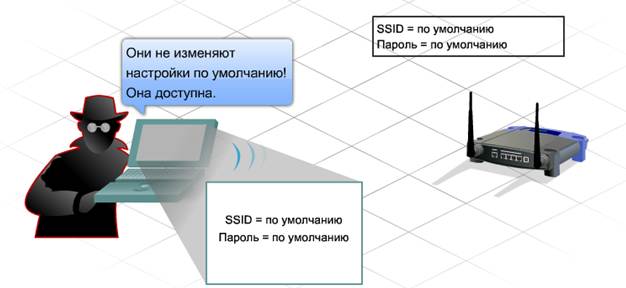 SSID = по умолчанию
Пароль = по умолчанию
Они не изменяют
настройки по умолчанию!
Она доступна.
SSID = по умолчанию
Пароль = по умолчанию